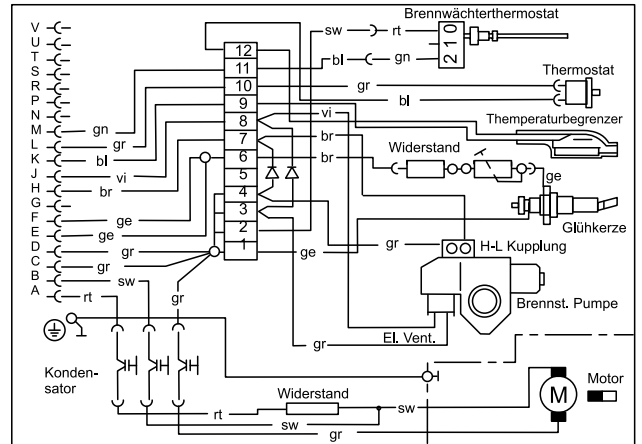 Brennwächterthermostat
V
U
T
S
R
P
N
M
L
K
J
H
G
F
E
D
C
B
A
gn
gr
bl
vi
br
ge
ge
gr
gr
sw
rt
gr
12
11
10
9
8
7
6
5
4
3
2
1
sw
rt
bl
gn
2 1 0
gr
Thermostat
bl
vi
Themperaturbegrenzer
br
br
Widerstand
ge
Glühkerze
gr
H-L Kupplung
ge
Brennst. Pumpe
El. Vent.
gr
Konden-
sator
Widerstand
rt
sw
sw
gr
M
Motor